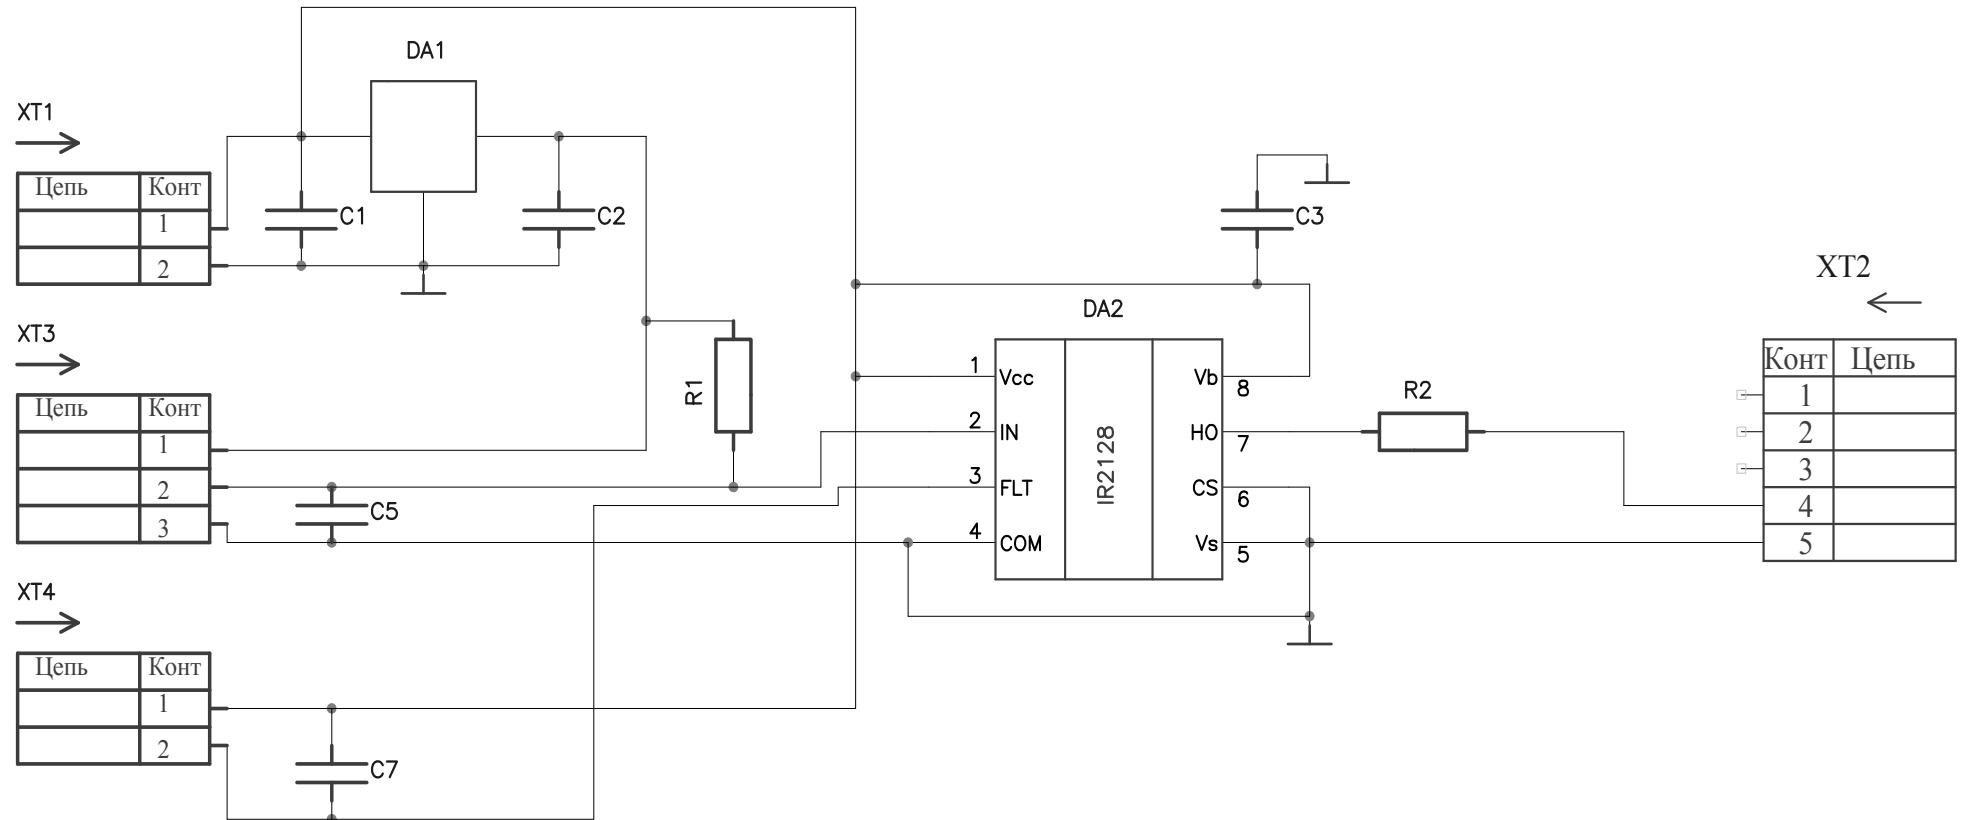 DA1
XT1
Цепь Конт
1
2
C1
C2
C3
XT2
XT3
Цепь Конт
1
2
3
C5
R1
DA2
1 Vcc
2 IN
3 FLT
4 COM
IR2128
Vb 8
HO 7
CS 6
Vs 5
R2
Конт Цепь
1
2
3
4
5
XT4
Цепь Конт
1
2
C7